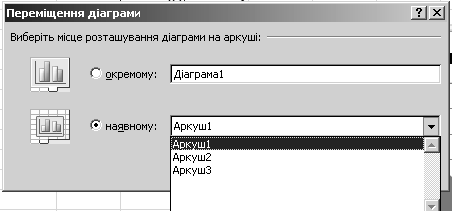 Переміщення діаграми
Виберіть місце розташування діаграми на аркуші:
окремому: Діаграма1
наявному: Аркуш1
Аркуш1
Аркуш2
Аркуш3